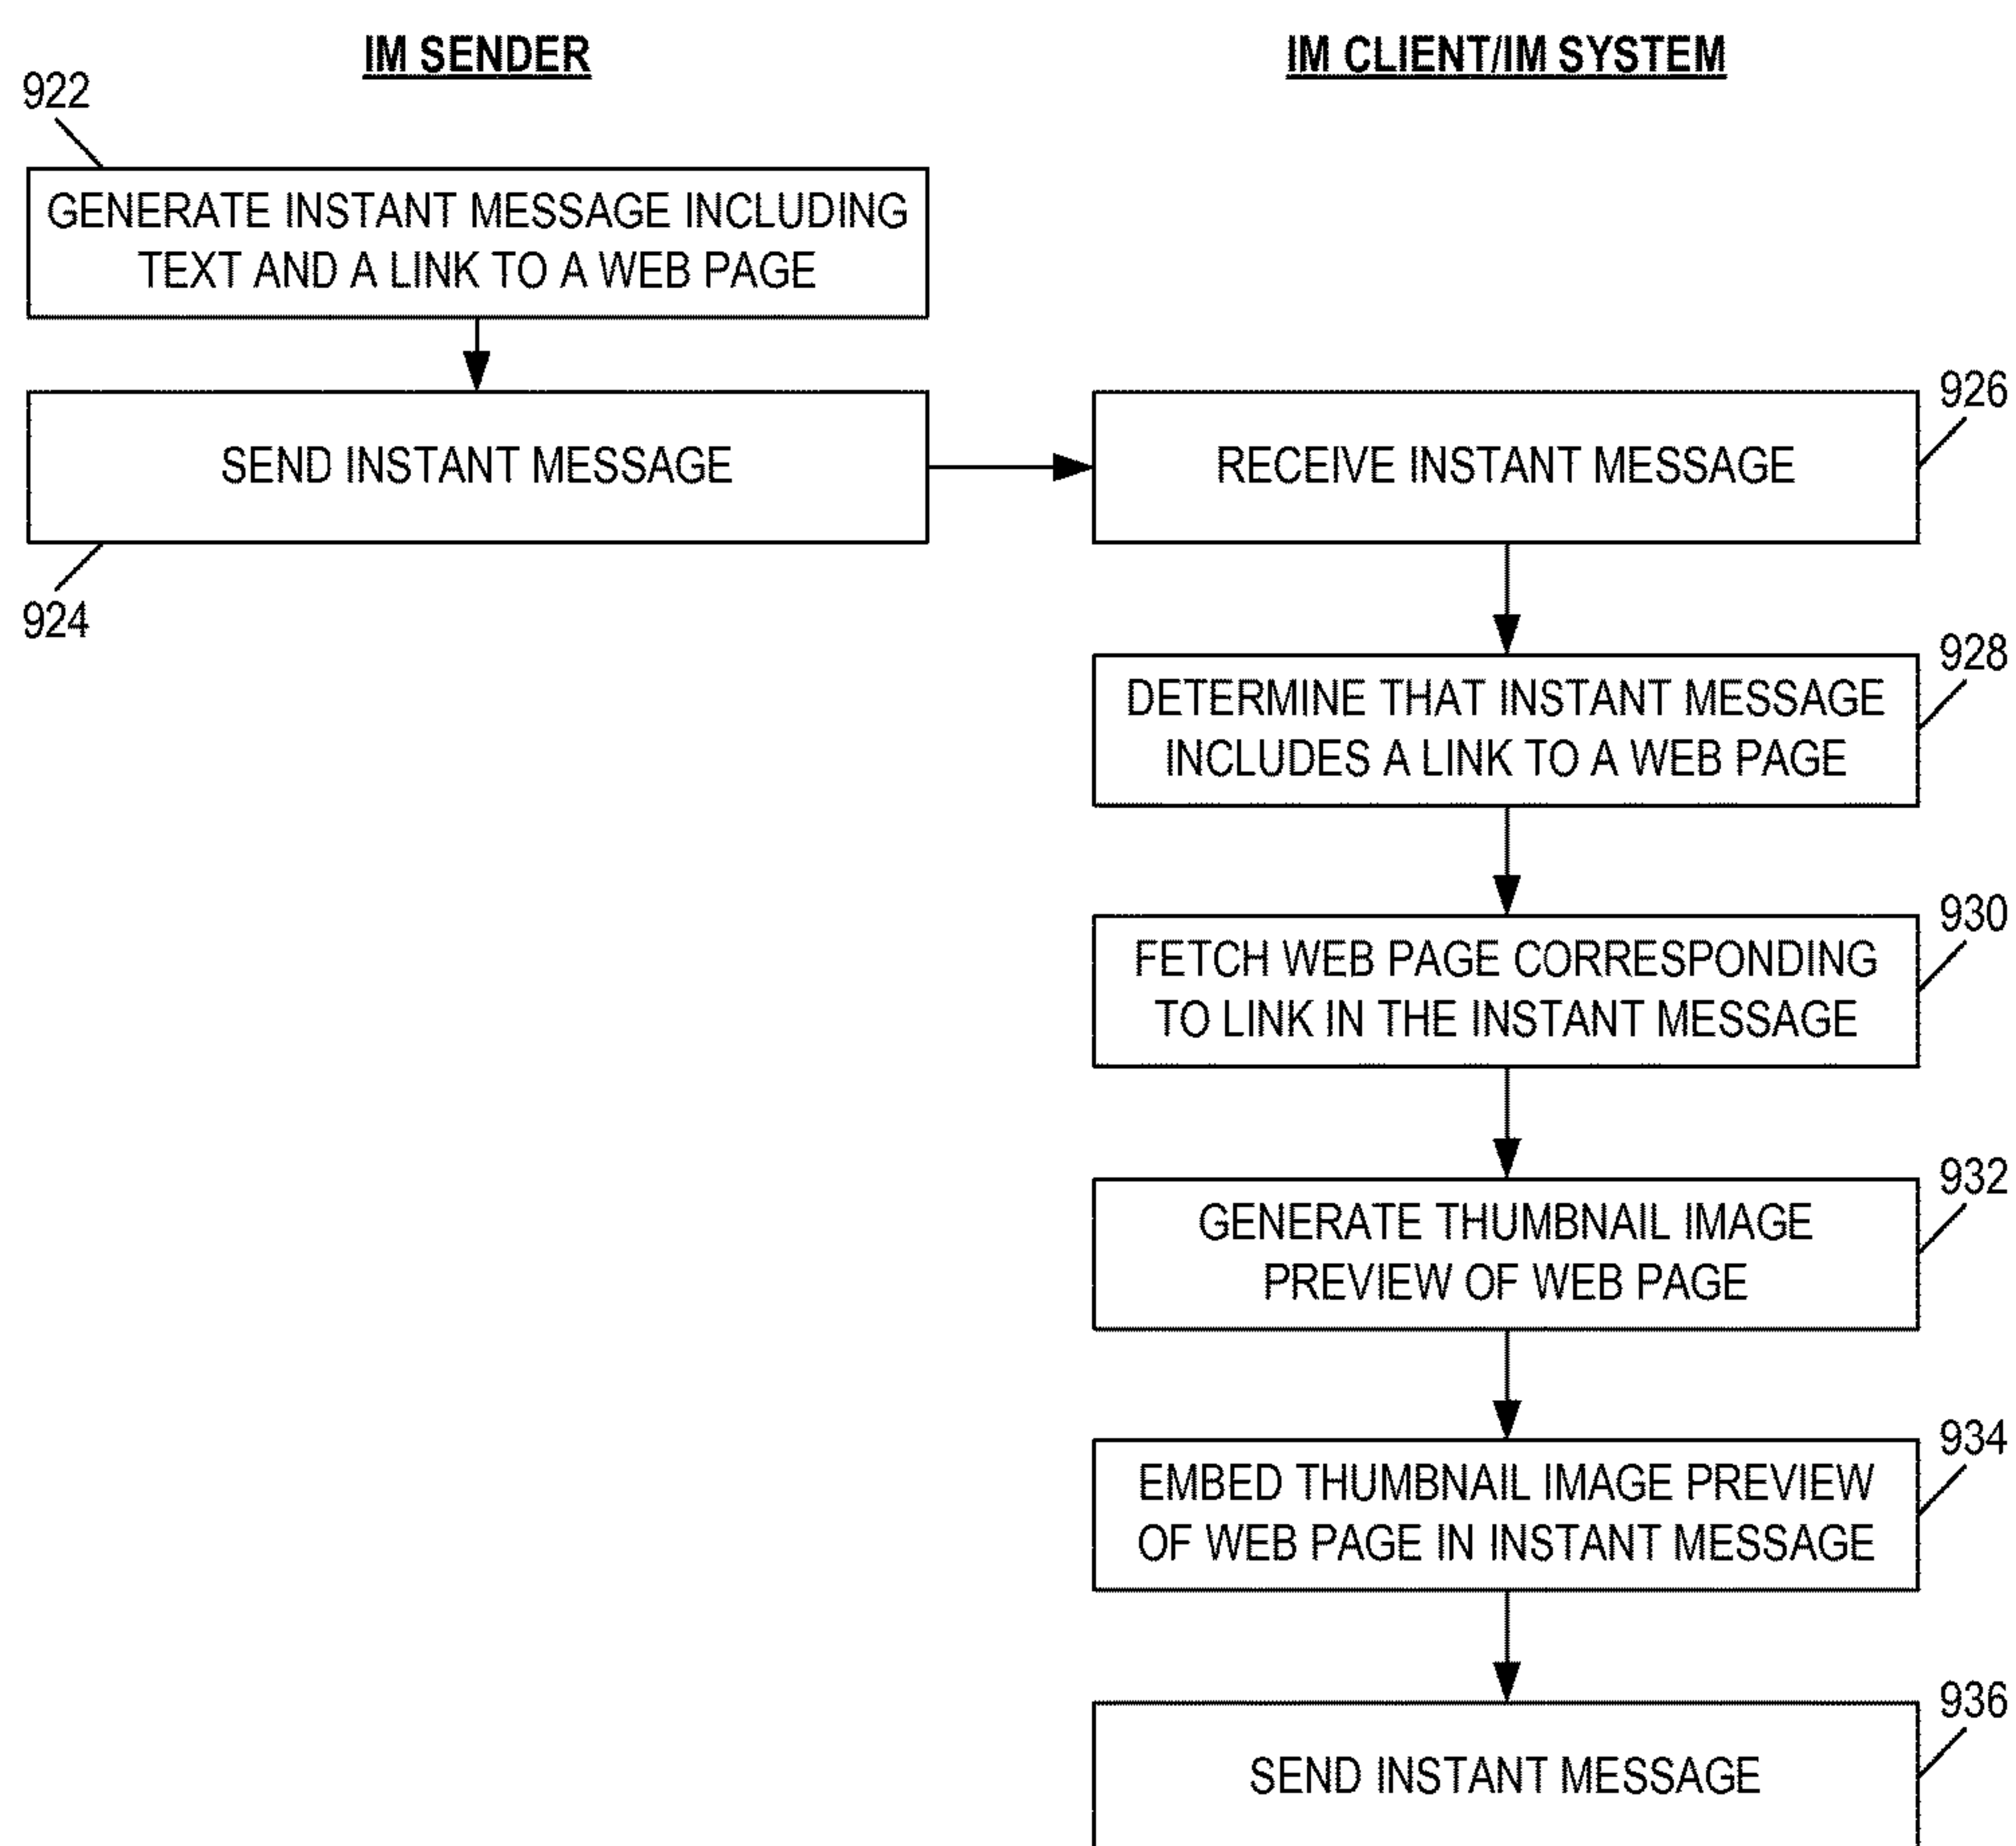 IM SENDER
IM CLIENT/IM SYSTEM
922
GENERATE INSTANT MESSAGE INCLUDING
TEXT AND A LINK TO A WEB PAGE
SEND INSTANT MESSAGE
924
RECEIVE INSTANT MESSAGE
926
DETERMINE THAT INSTANT MESSAGE
INCLUDES A LINK TO A WEB PAGE
928
FETCH WEB PAGE CORRESPONDING
TO LINK IN THE INSTANT MESSAGE
930
GENERATE THUMBNAIL IMAGE
PREVIEW OF WEB PAGE
932
EMBED THUMBNAIL IMAGE PREVIEW
OF WEB PAGE IN INSTANT MESSAGE
934
SEND INSTANT MESSAGE
936